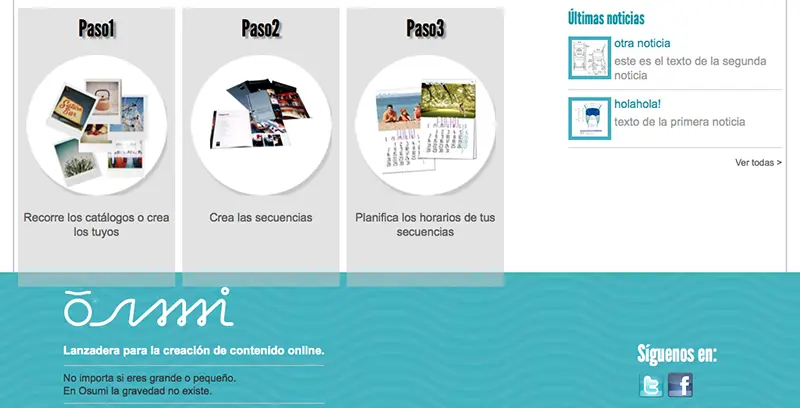 Paso1
Recorre los catálogos o crea
los tuyos
Paso2
Crea las secuencias
Paso3
Planifica los horarios de tus
secuencias
Últimas noticias
otra noticia
este es el texto de la segunda
noticia
holahola!
texto de la primera noticia
Ver todas >
ōsumi
Lanzadera para la creación de contenido online.
No importa si eres grande o pequeño.
En Osumi la gravedad no existe.
Síguenos en: